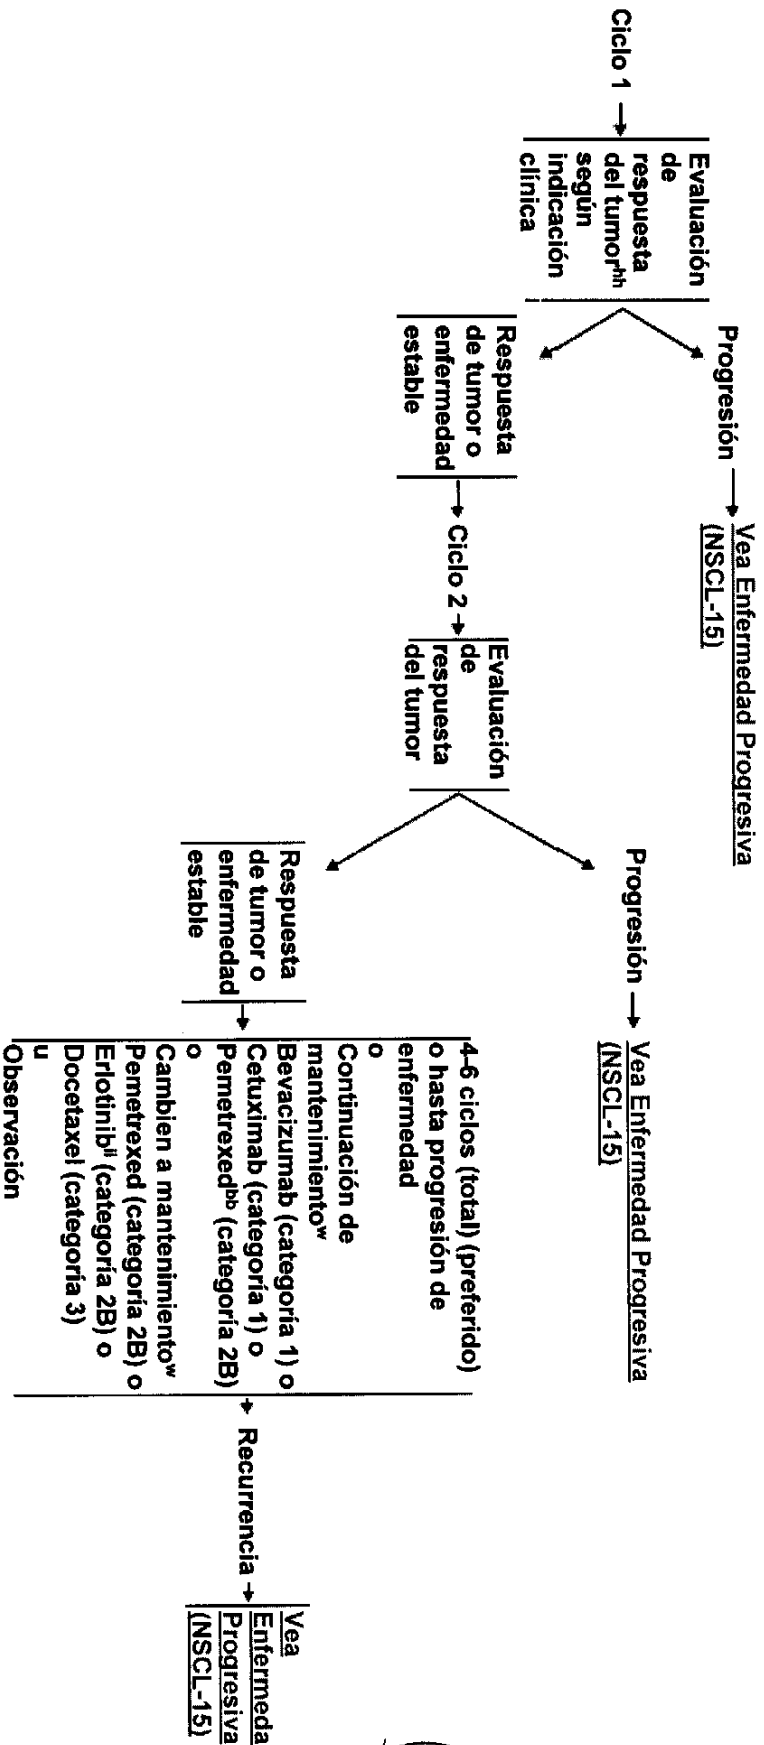 Ciclo 1
Evaluación
de
respuesta
del tumorʰʰ
según
indicación
clínica
Progresión
Vea Enfermedad Progresiva
(NSCL-15)
Respuesta
de tumor o
enfermedad
estable
Ciclo 2
Evaluación
de
respuesta
del tumor
Progresión
Vea Enfermedad Progresiva
(NSCL-15)
Respuesta
de tumor o
enfermedad
estable
4-6 ciclos (total) (preferido)
o hasta progresión de
enfermedad
o
Continuación de
mantenimientoʷ
Bevacizumab (categoría 1) o
Cetuximab (categoría 1) o
Pemetrexedᵇᵇ (categoría 2B)
o
Cambien a mantenimientoʷ
Pemetrexed (categoría 2B) o
Erlotinibⁱⁱ (categoría 2B) o
Docetaxel (categoría 3)
u
Observación
Recurrencia
Vea
Enfermeda
Progresiva
(NSCL-15)